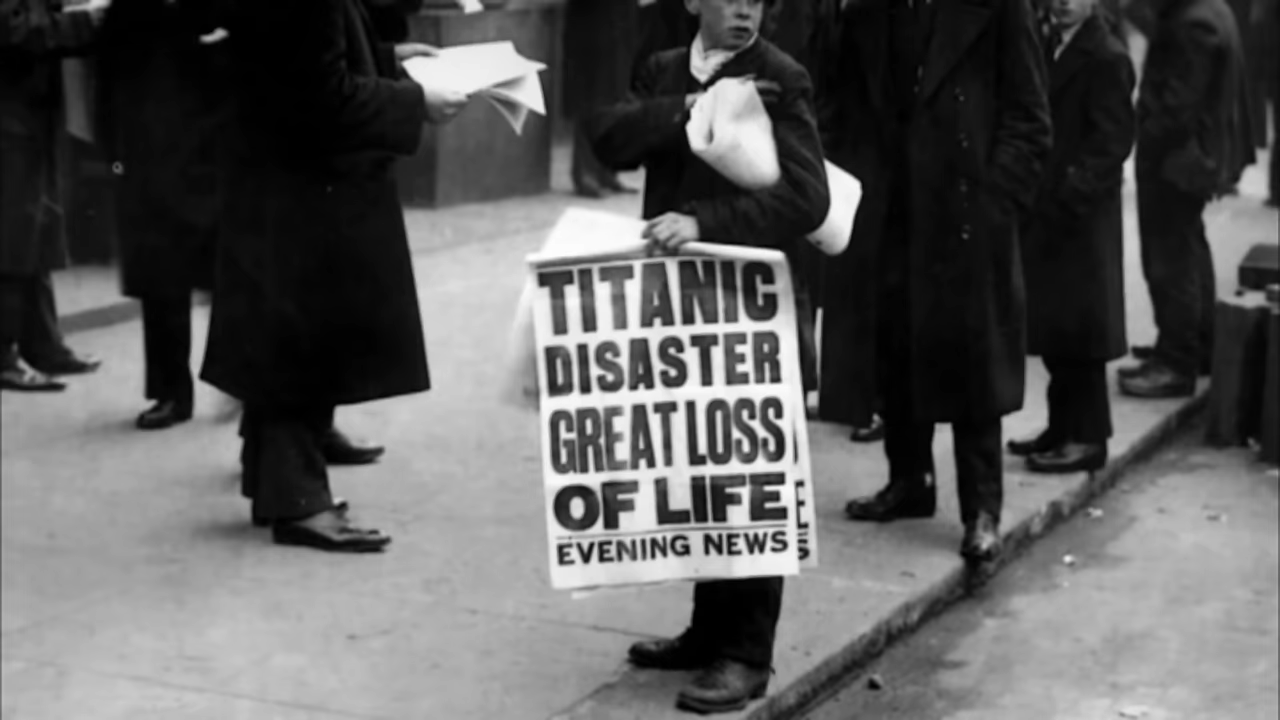 TITANIC
DISASTER
GREAT LOSS
OF LIFE
EVENING NEWS